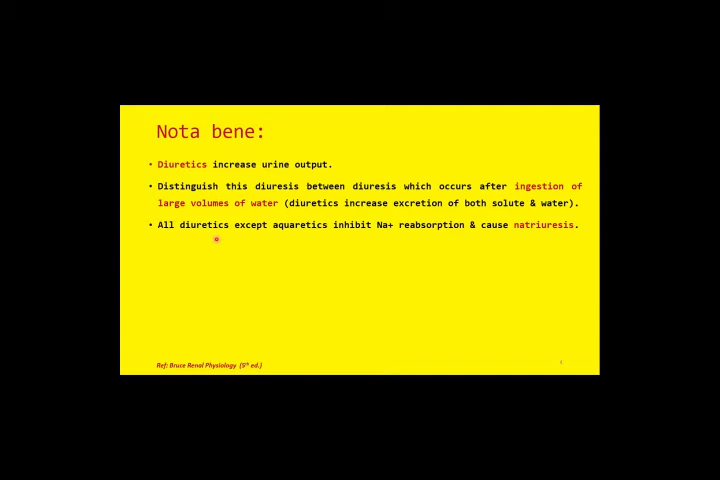 Nota bene:
• Diuretics increase urine output.
• Distinguish this diuresis between diuresis which occurs after ingestion of
large volumes of water (diuretics increase excretion of both solute & water).
• All diuretics except aquaretics inhibit Na+ reabsorption & cause natriuresis.
Ref: Bruce Renal Physiology (5th ed.)